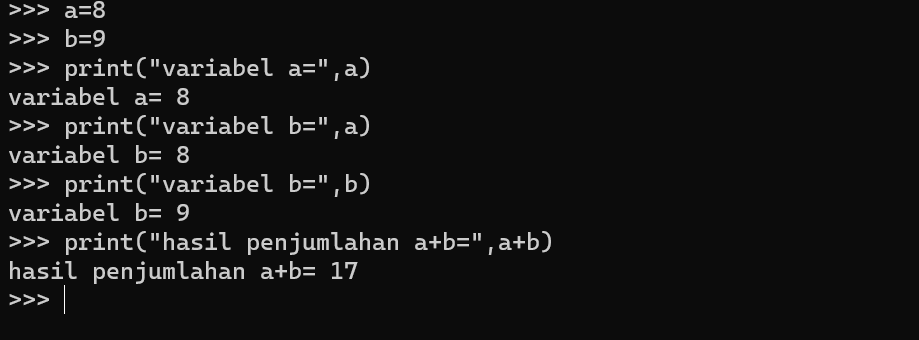 >>> a=8
>>> b=9
>>> print("variabel a=",a)
variabel a= 8
>>> print("variabel b=",a)
variabel b= 8
>>> print("variabel b=",b)
variabel b= 9
>>> print("hasil penjumlahan a+b=",a+b)
hasil penjumlahan a+b= 17
>>>